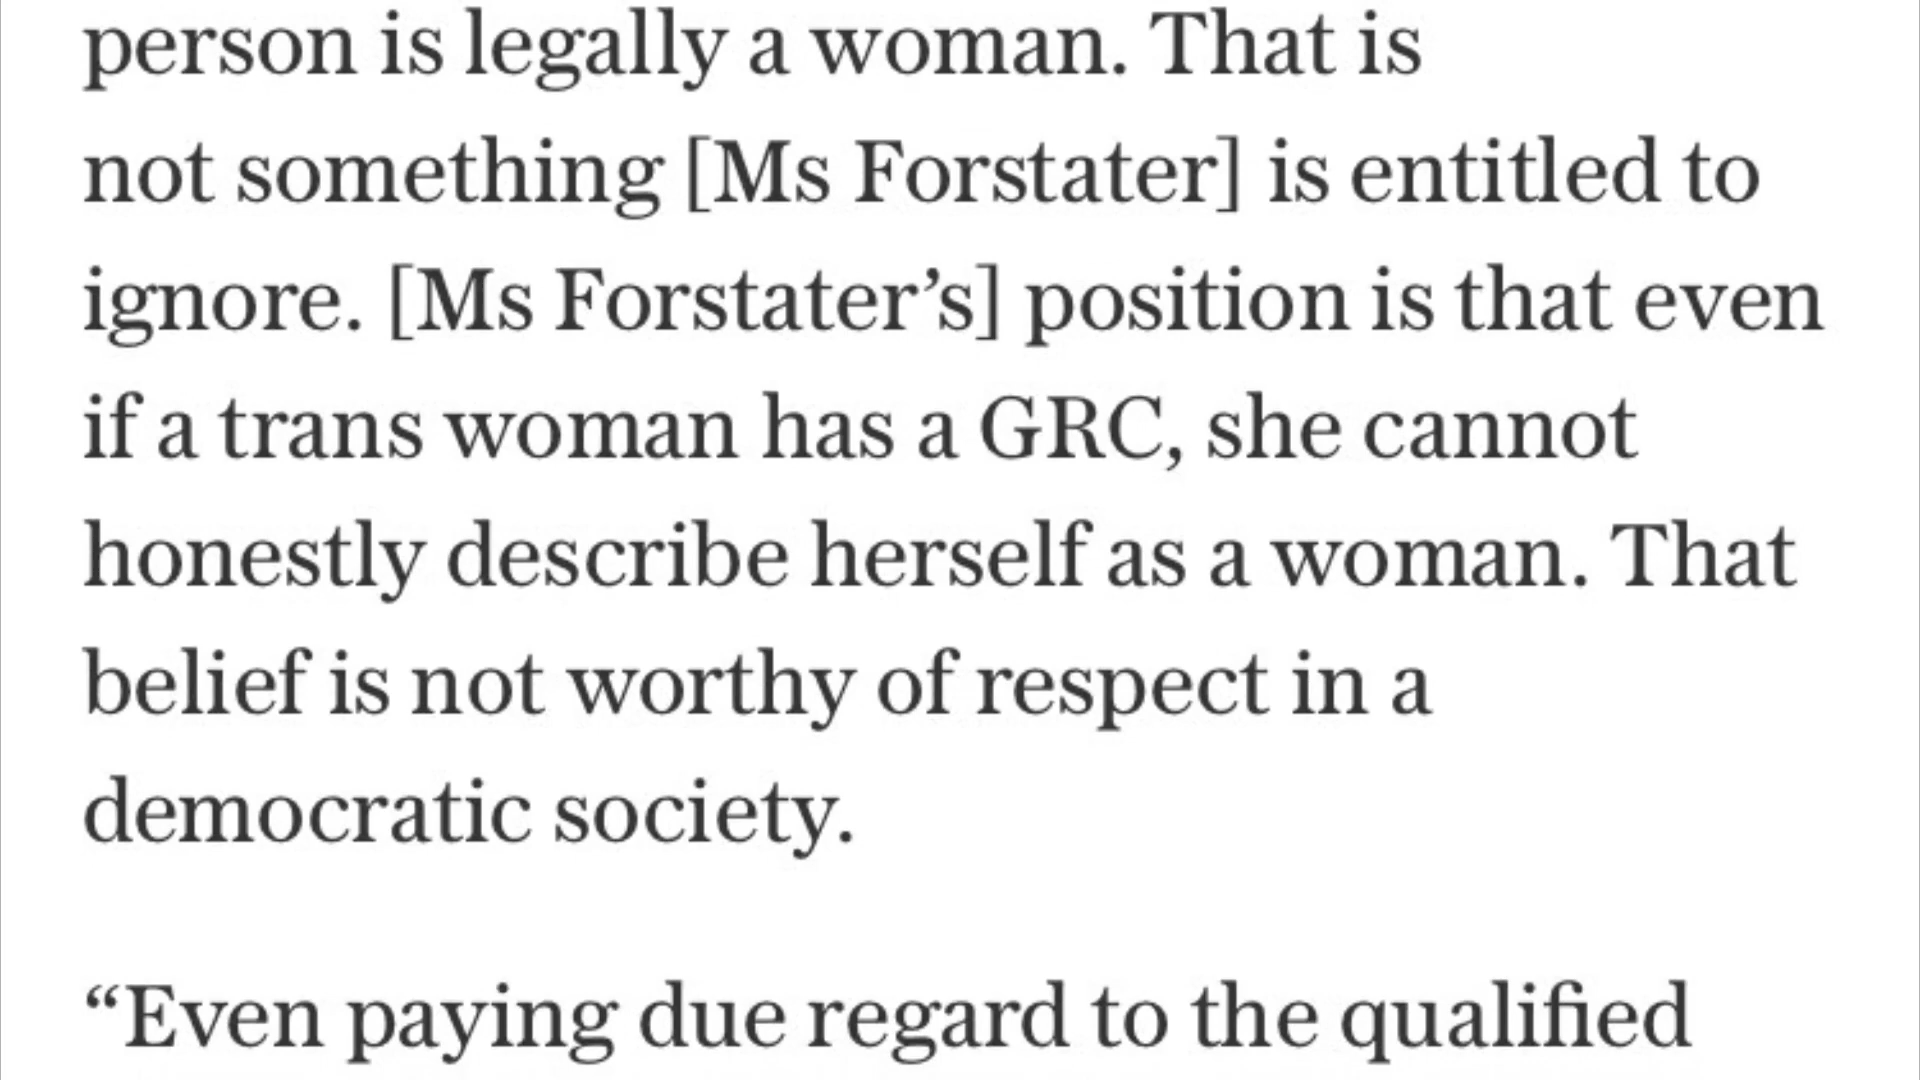 person is legally a woman. That is
not something [Ms Forstater] is entitled to
ignore. [Ms Forstater’s] position is that even
if a trans woman has a GRC, she cannot
honestly describe herself as a woman. That
belief is not worthy of respect in a
democratic society.
“Even paying due regard to the qualified